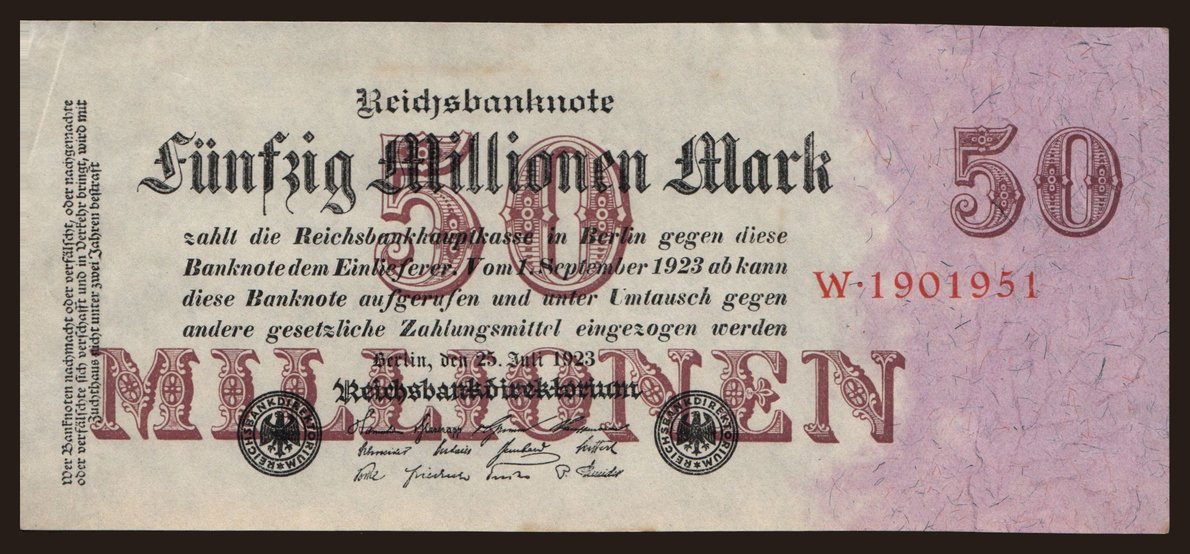 Reichsbanknote
Fünfzig Millionen Mark
50
zahlt die Reichsbankhauptkasse in Berlin gegen diese
Banknote dem Einlieferer. Vom 1. September 1923 ab kann
diese Banknote aufgerufen und unter Umtausch gegen
andere gesetzliche Zahlungsmittel eingezogen werden
Berlin, den 25. Juli 1923
Reichsbankdirektorium
MILLIONEN
REICHSBANKDIREKTORIUM
REICHSBANKDIREKTORIUM
50
W·1901951
Wer Banknoten nachmacht oder verfälscht, oder nachgemachte
oder verfälschte sich verschafft und in Verkehr bringt, wird mit
Zuchthaus nicht unter zwei Jahren bestraft